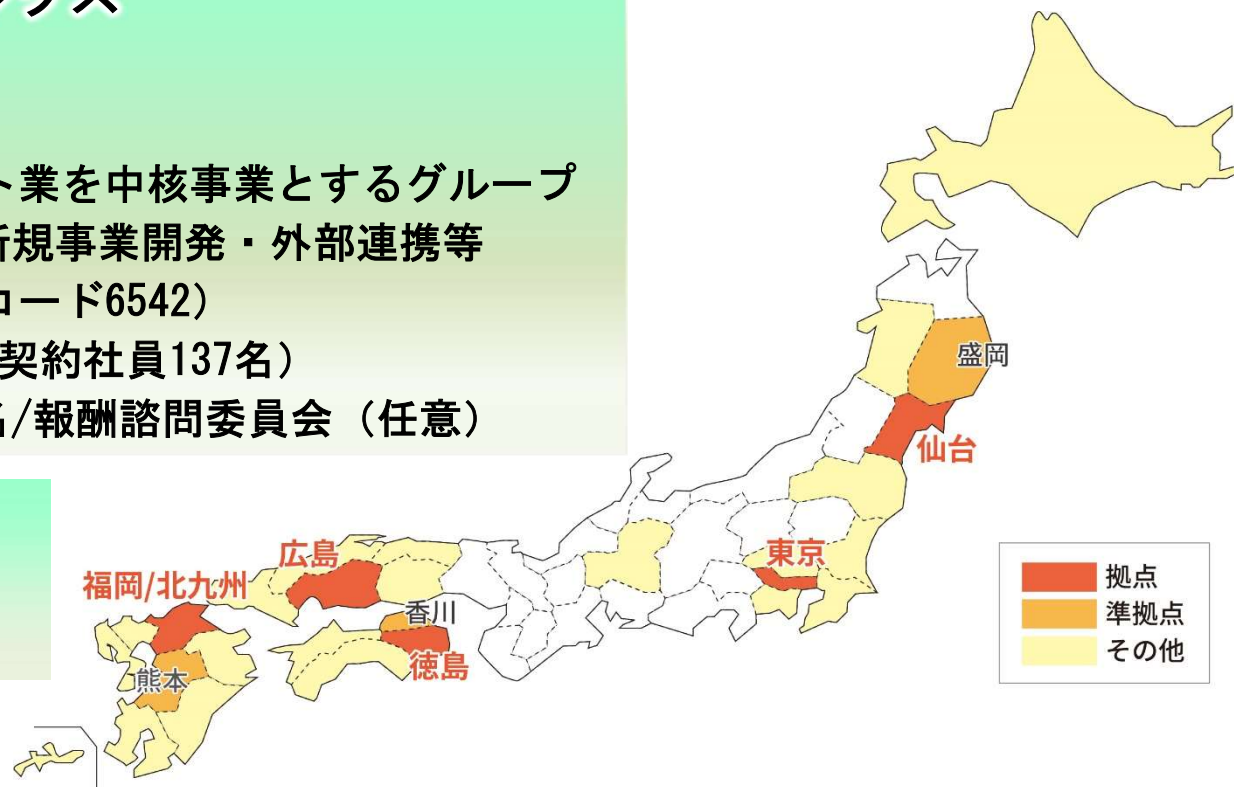 ングス
ト業を中核事業とするグループ
新規事業開発・外部連携等
コード6542）
契約社員137名）
名/報酬諮問委員会（任意）
盛岡
仙台
東京
広島
福岡/北九州
香川
徳島
熊本
拠点
準拠点
その他